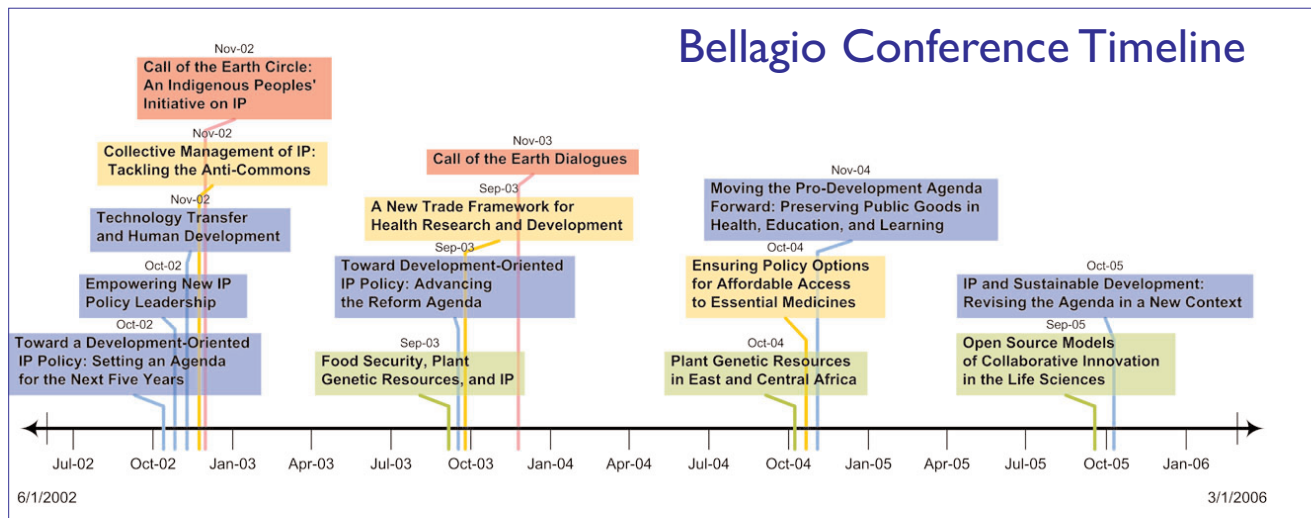 Bellagio Conference Timeline
Nov-02
Call of the Earth Circle:
An Indigenous Peoples'
Initiative on IP
Nov-02
Collective Management of IP:
Tackling the Anti-Commons
Nov-02
Technology Transfer
and Human Development
Oct-02
Empowering New IP
Policy Leadership
Oct-02
Toward a Development-Oriented
IP Policy: Setting an Agenda
for the Next Five Years
Nov-03
Call of the Earth Dialogues
Sep-03
A New Trade Framework for
Health Research and Development
Sep-03
Toward Development-Oriented
IP Policy: Advancing
the Reform Agenda
Sep-03
Food Security, Plant
Genetic Resources, and IP
Nov-04
Moving the Pro-Development Agenda
Forward: Preserving Public Goods in
Health, Education, and Learning
Oct-04
Ensuring Policy Options
for Affordable Access
to Essential Medicines
Oct-04
Plant Genetic Resources
in East and Central Africa
Oct-05
IP and Sustainable Development:
Revising the Agenda in a New Context
Sep-05
Open Source Models
of Collaborative Innovation
in the Life Sciences
Jul-02 Oct-02 Jan-03 Apr-03 Jul-03 Oct-03 Jan-04 Apr-04 Jul-04 Oct-04 Jan-05 Apr-05 Jul-05 Oct-05 Jan-06
6/1/2002 3/1/2006